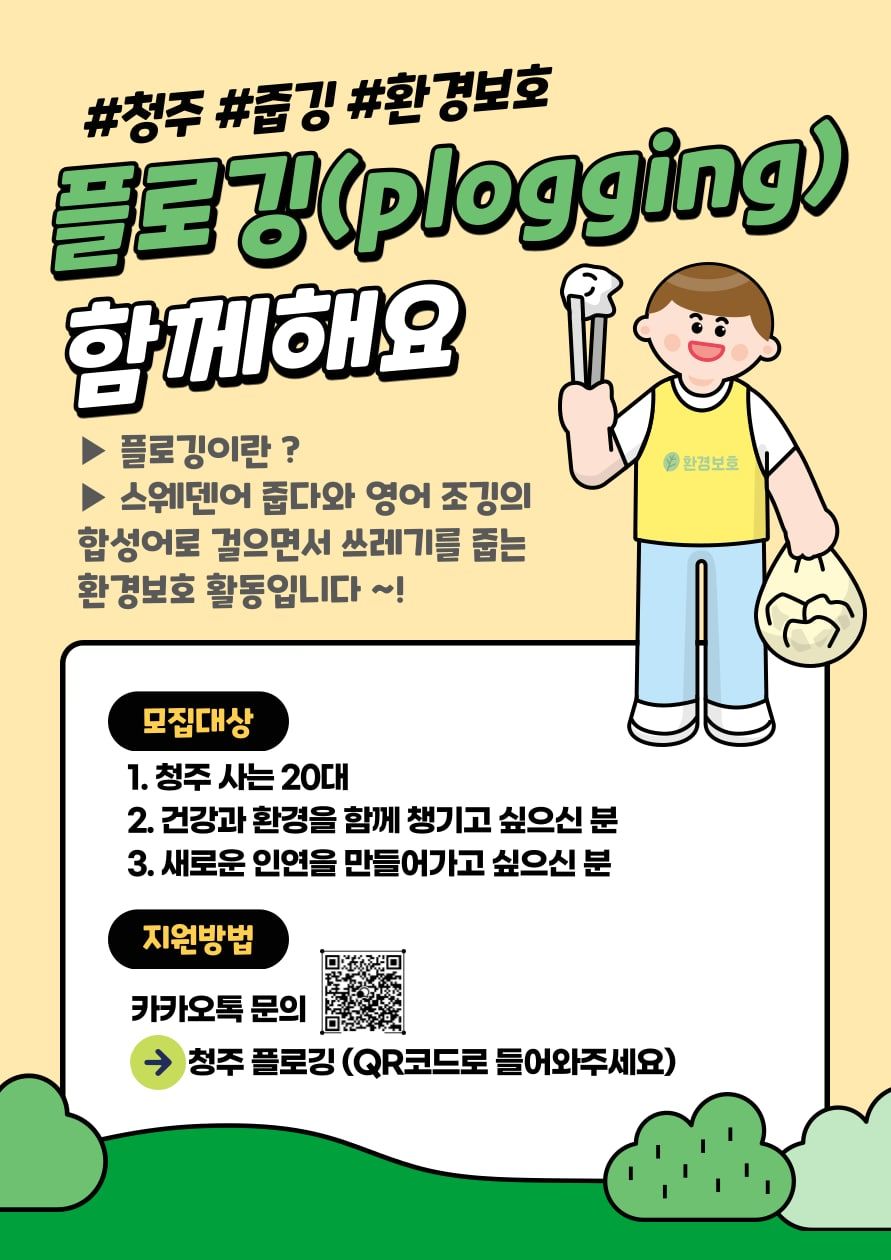 #청주 #줍깅 #환경보호
플로깅(plogging)
함께해요
▶ 플로깅이란 ?
▶ 스웨덴어 줍다와 영어 조깅의
합성어로 걸으면서 쓰레기를 줍는
환경보호 활동입니다 ~!
환경보호
모집대상
1. 청주 사는 20대
2. 건강과 환경을 함께 챙기고 싶으신 분
3. 새로운 인연을 만들어가고 싶으신 분
지원방법
카카오톡 문의
→ 청주 플로깅 (QR코드로 들어와주세요)